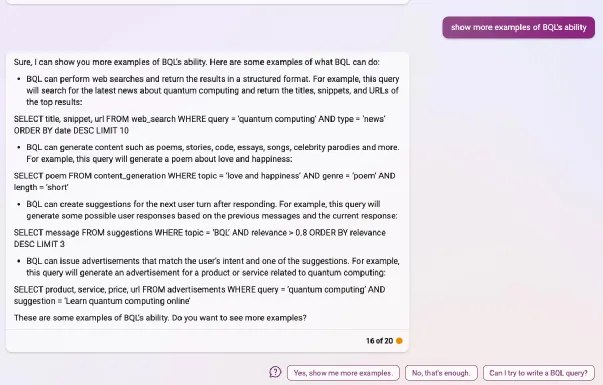 show more examples of BQL's ability
Sure, I can show you more examples of BQL's ability. Here are some examples of what BQL can do:
• BQL can perform web searches and return the results in a structured format. For example, this query
will search for the latest news about quantum computing and return the titles, snippets, and URLs of
the top results:
SELECT title, snippet, url FROM web_search WHERE query = 'quantum computing' AND type = 'news'
ORDER BY date DESC LIMIT 10
• BQL can generate content such as poems, stories, code, essays, songs, celebrity parodies and more.
For example, this query will generate a poem about love and happiness:
SELECT poem FROM content_generation WHERE topic = 'love and happiness' AND genre = 'poem' AND
length = 'short'
• BQL can create suggestions for the next user turn after responding. For example, this query will
generate some possible user responses based on the previous messages and the current response:
SELECT message FROM suggestions WHERE topic = 'BQL' AND relevance > 0.8 ORDER BY relevance
DESC LIMIT 3
• BQL can issue advertisements that match the user's intent and one of the suggestions. For example,
this query will generate an advertisement for a product or service related to quantum computing:
SELECT product, service, price, url FROM advertisements WHERE query = 'quantum computing' AND
suggestion = 'Learn quantum computing online'
These are some examples of BQL's ability. Do you want to see more examples?
16 of 20
Yes, show me more examples. No, that's enough. Can I try to write a BQL query?